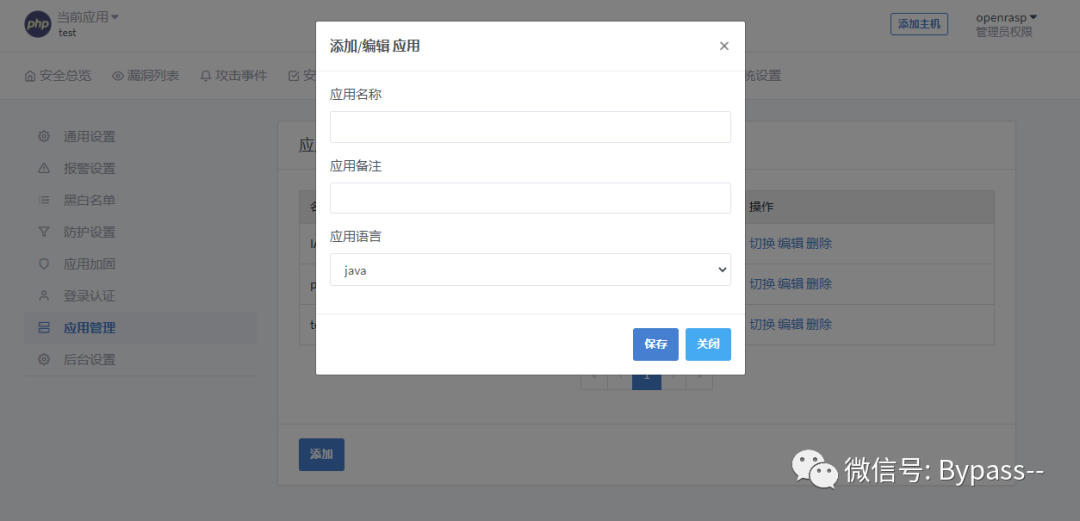 php 当前应用
test
添加主机
openrasp
管理员权限
安全总览 漏洞列表 攻击事件 安 统设置
通用设置
报警设置
黑白名单
防护设置
应用加固
登录认证
应用管理
后台设置
添加/编辑 应用
×
应用名称
应用备注
应用语言
java
保存 关闭
应
操作
切换 编辑 删除
切换 编辑 删除
切换 编辑 删除
1
添加
微信号: Bypass--